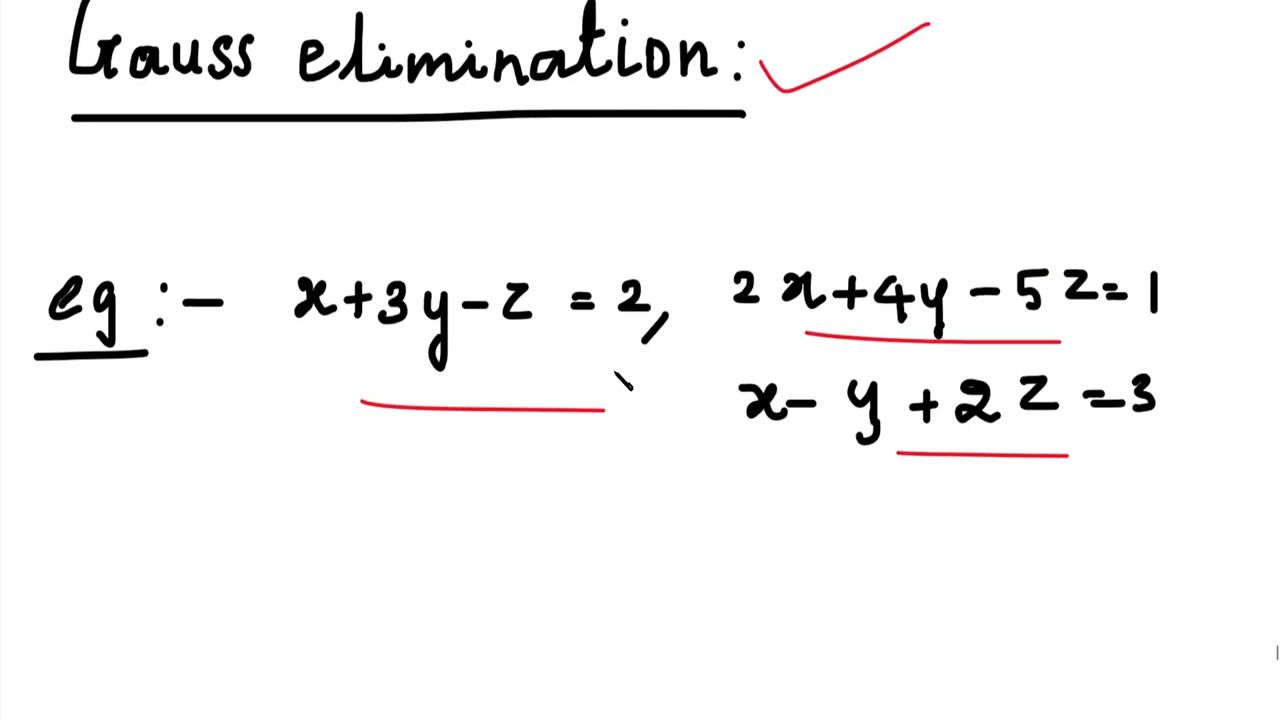 Gauss elimination:
eg :- x+3y-z = 2, 2x+4y-5z=1
x-y+2z=3